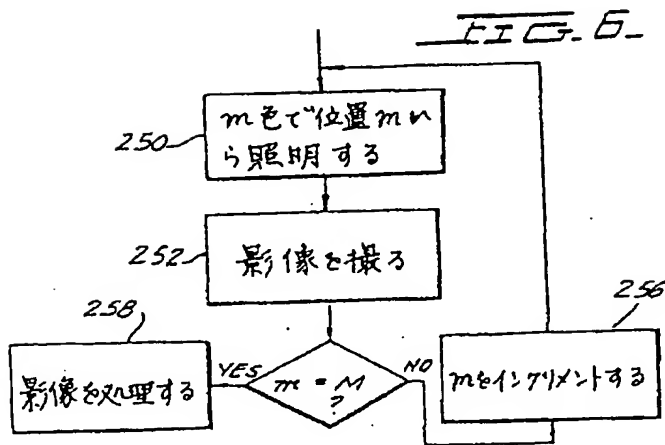 FIG. 6
m色で位置mか
ら照明する
250
影像を撮る
252
258
影像を処理する
YES
m = M
?
NO
256
mをインクリメントする